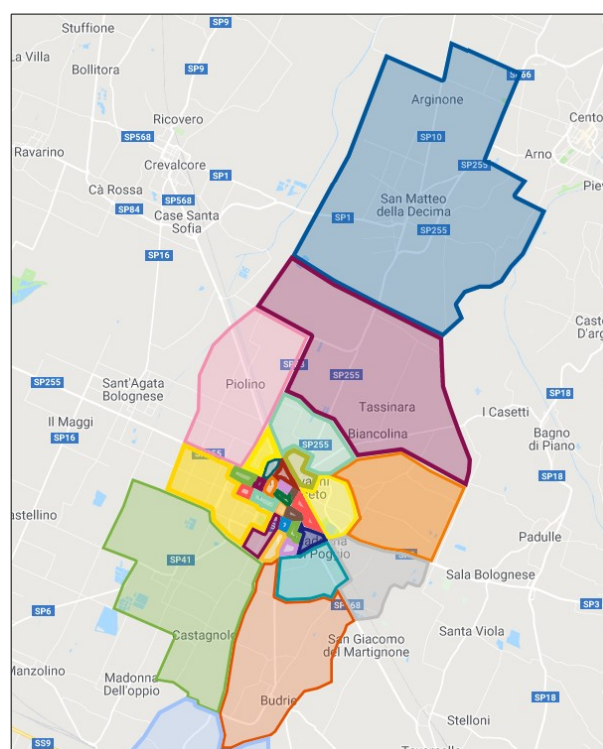 SP9
Stuffione
SP9
La Villa
Bollitora
SP66
Arginone
Ricovero
Cento
SP568
SP10
Ravarino
Crevalcore
Arno
SP255
SP1
Cà Rossa
SP568
San Matteo
della Decima
SP84
Case Santa
Sofia
SP1
SP255
SP16
Sant'Agata
Bolognese
Piolino
SP255
SP255
SP18
Tassinara
I Casetti
Il Maggi
SP16
SP255
Biancolina
Bagno
di Piano
SP18
Padulle
SP41
Sala Bolognese
SP3
SP6
Castagnolo
San Giacomo
del Martignone
Santa Viola
Manzolino
Madonna
Dell'oppio
Budrie
SP18
Stelloni
SS9